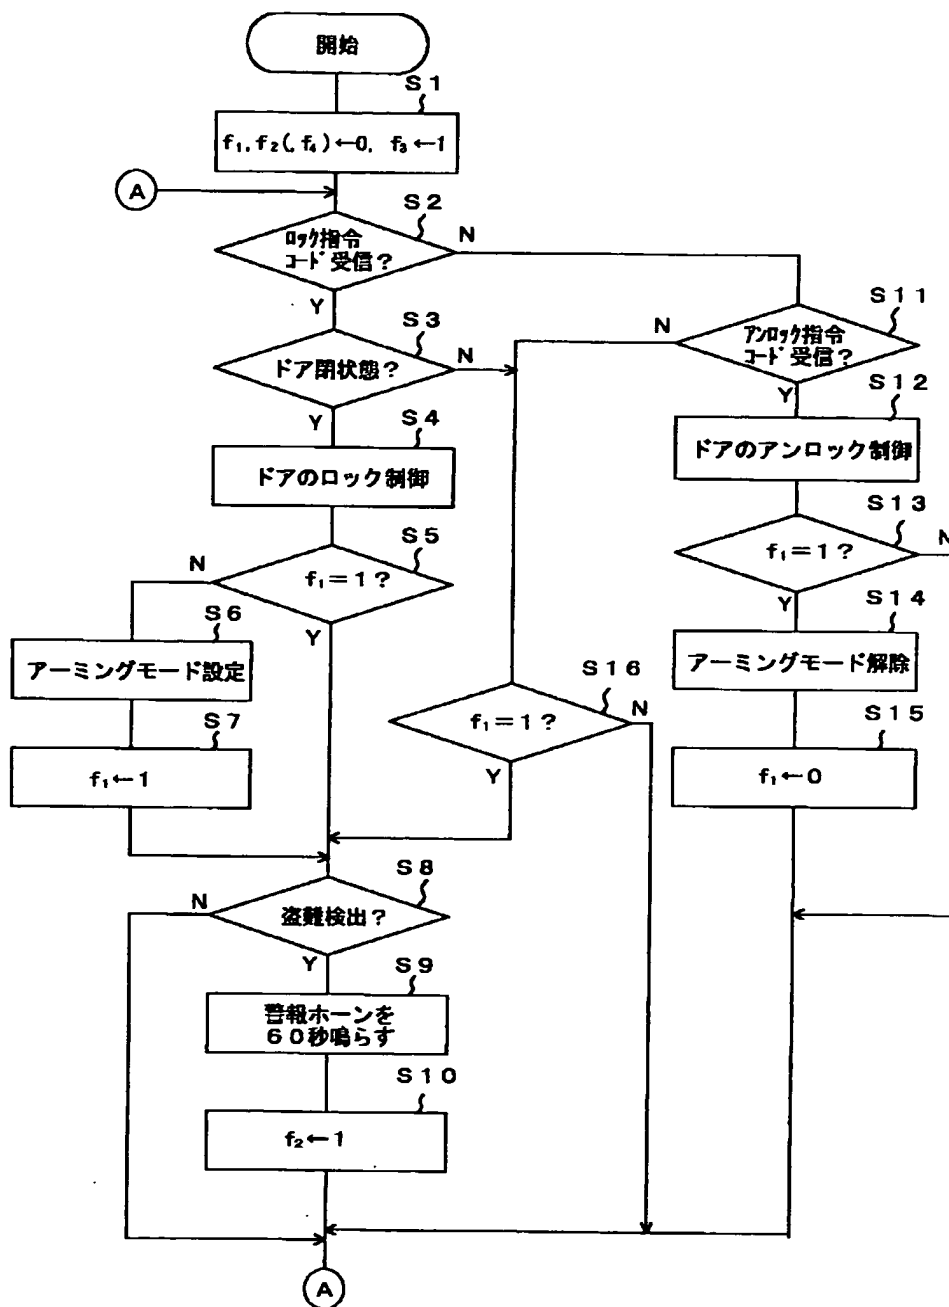 開始
S1
f₁, f₂(, f₄)←0, f₃←1
A
S2
ロック指令
コード受信?
N
Y
S3
ドア閉状態?
N
Y
S4
ドアのロック制御
S5
f₁=1?
N
Y
S6
アーミングモード設定
S7
f₁←1
S8
盗難検出?
N
Y
S9
警報ホーンを
60秒鳴らす
S10
f₂←1
A
S11
アンロック指令
コード受信?
N
Y
S12
ドアのアンロック制御
S13
f₁=1?
N
Y
S14
アーミングモード解除
S15
f₁←0
S16
f₁=1?
N
Y